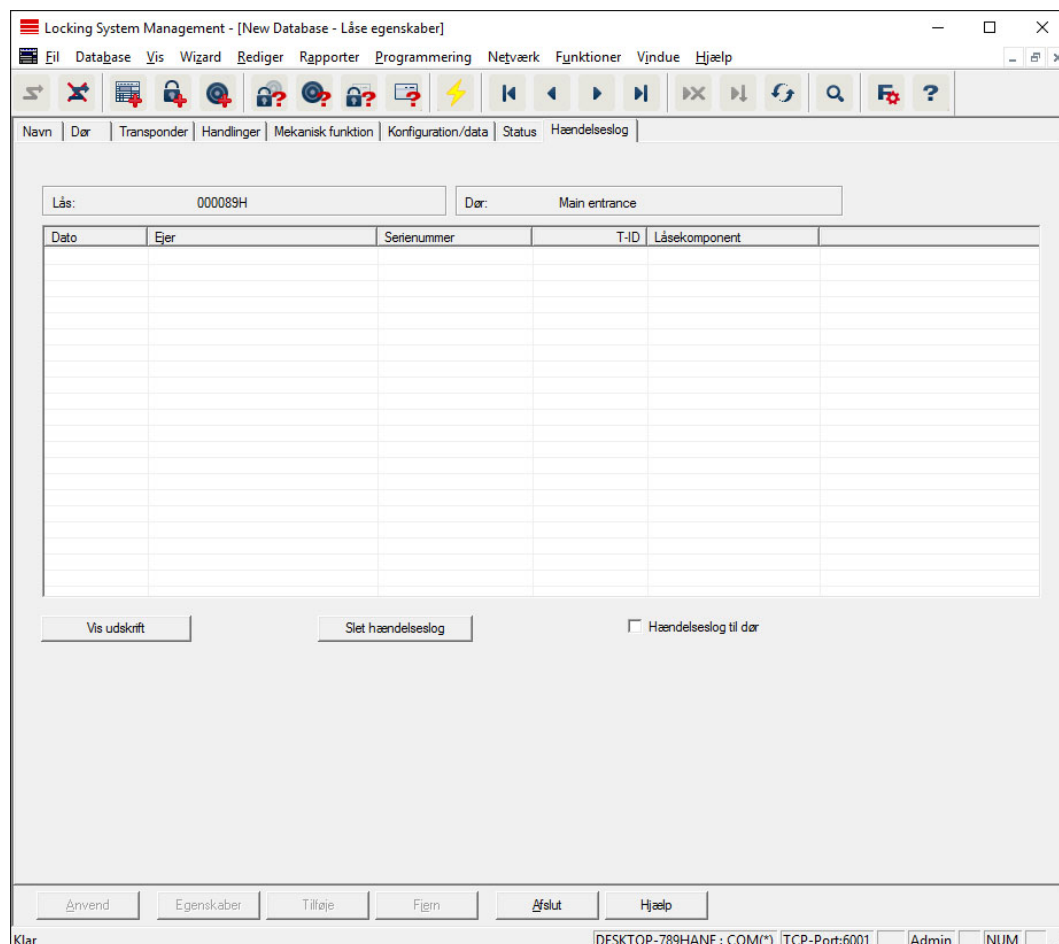 Locking System Management - [New Database - Låse egenskaber]
Fil Database Vis Wizard Rediger Rapporter Programmering Netværk Funktioner Vindue Hjælp
Navn Dør Transponder Handlinger Mekanisk funktion Konfiguration/data Status Hændelseslog
Lås: 000089H Dør: Main entrance
Dato Ejer Serienummer T-ID Låsekomponent
Vis udskrift Slet hændelseslog Hændelseslog til dør
Anvend Egenskaber Tilføje Fjern Afslut Hjælp
Klar DESKTOP-789HANE : COM(*) TCP-Port:6001 Admin NUM